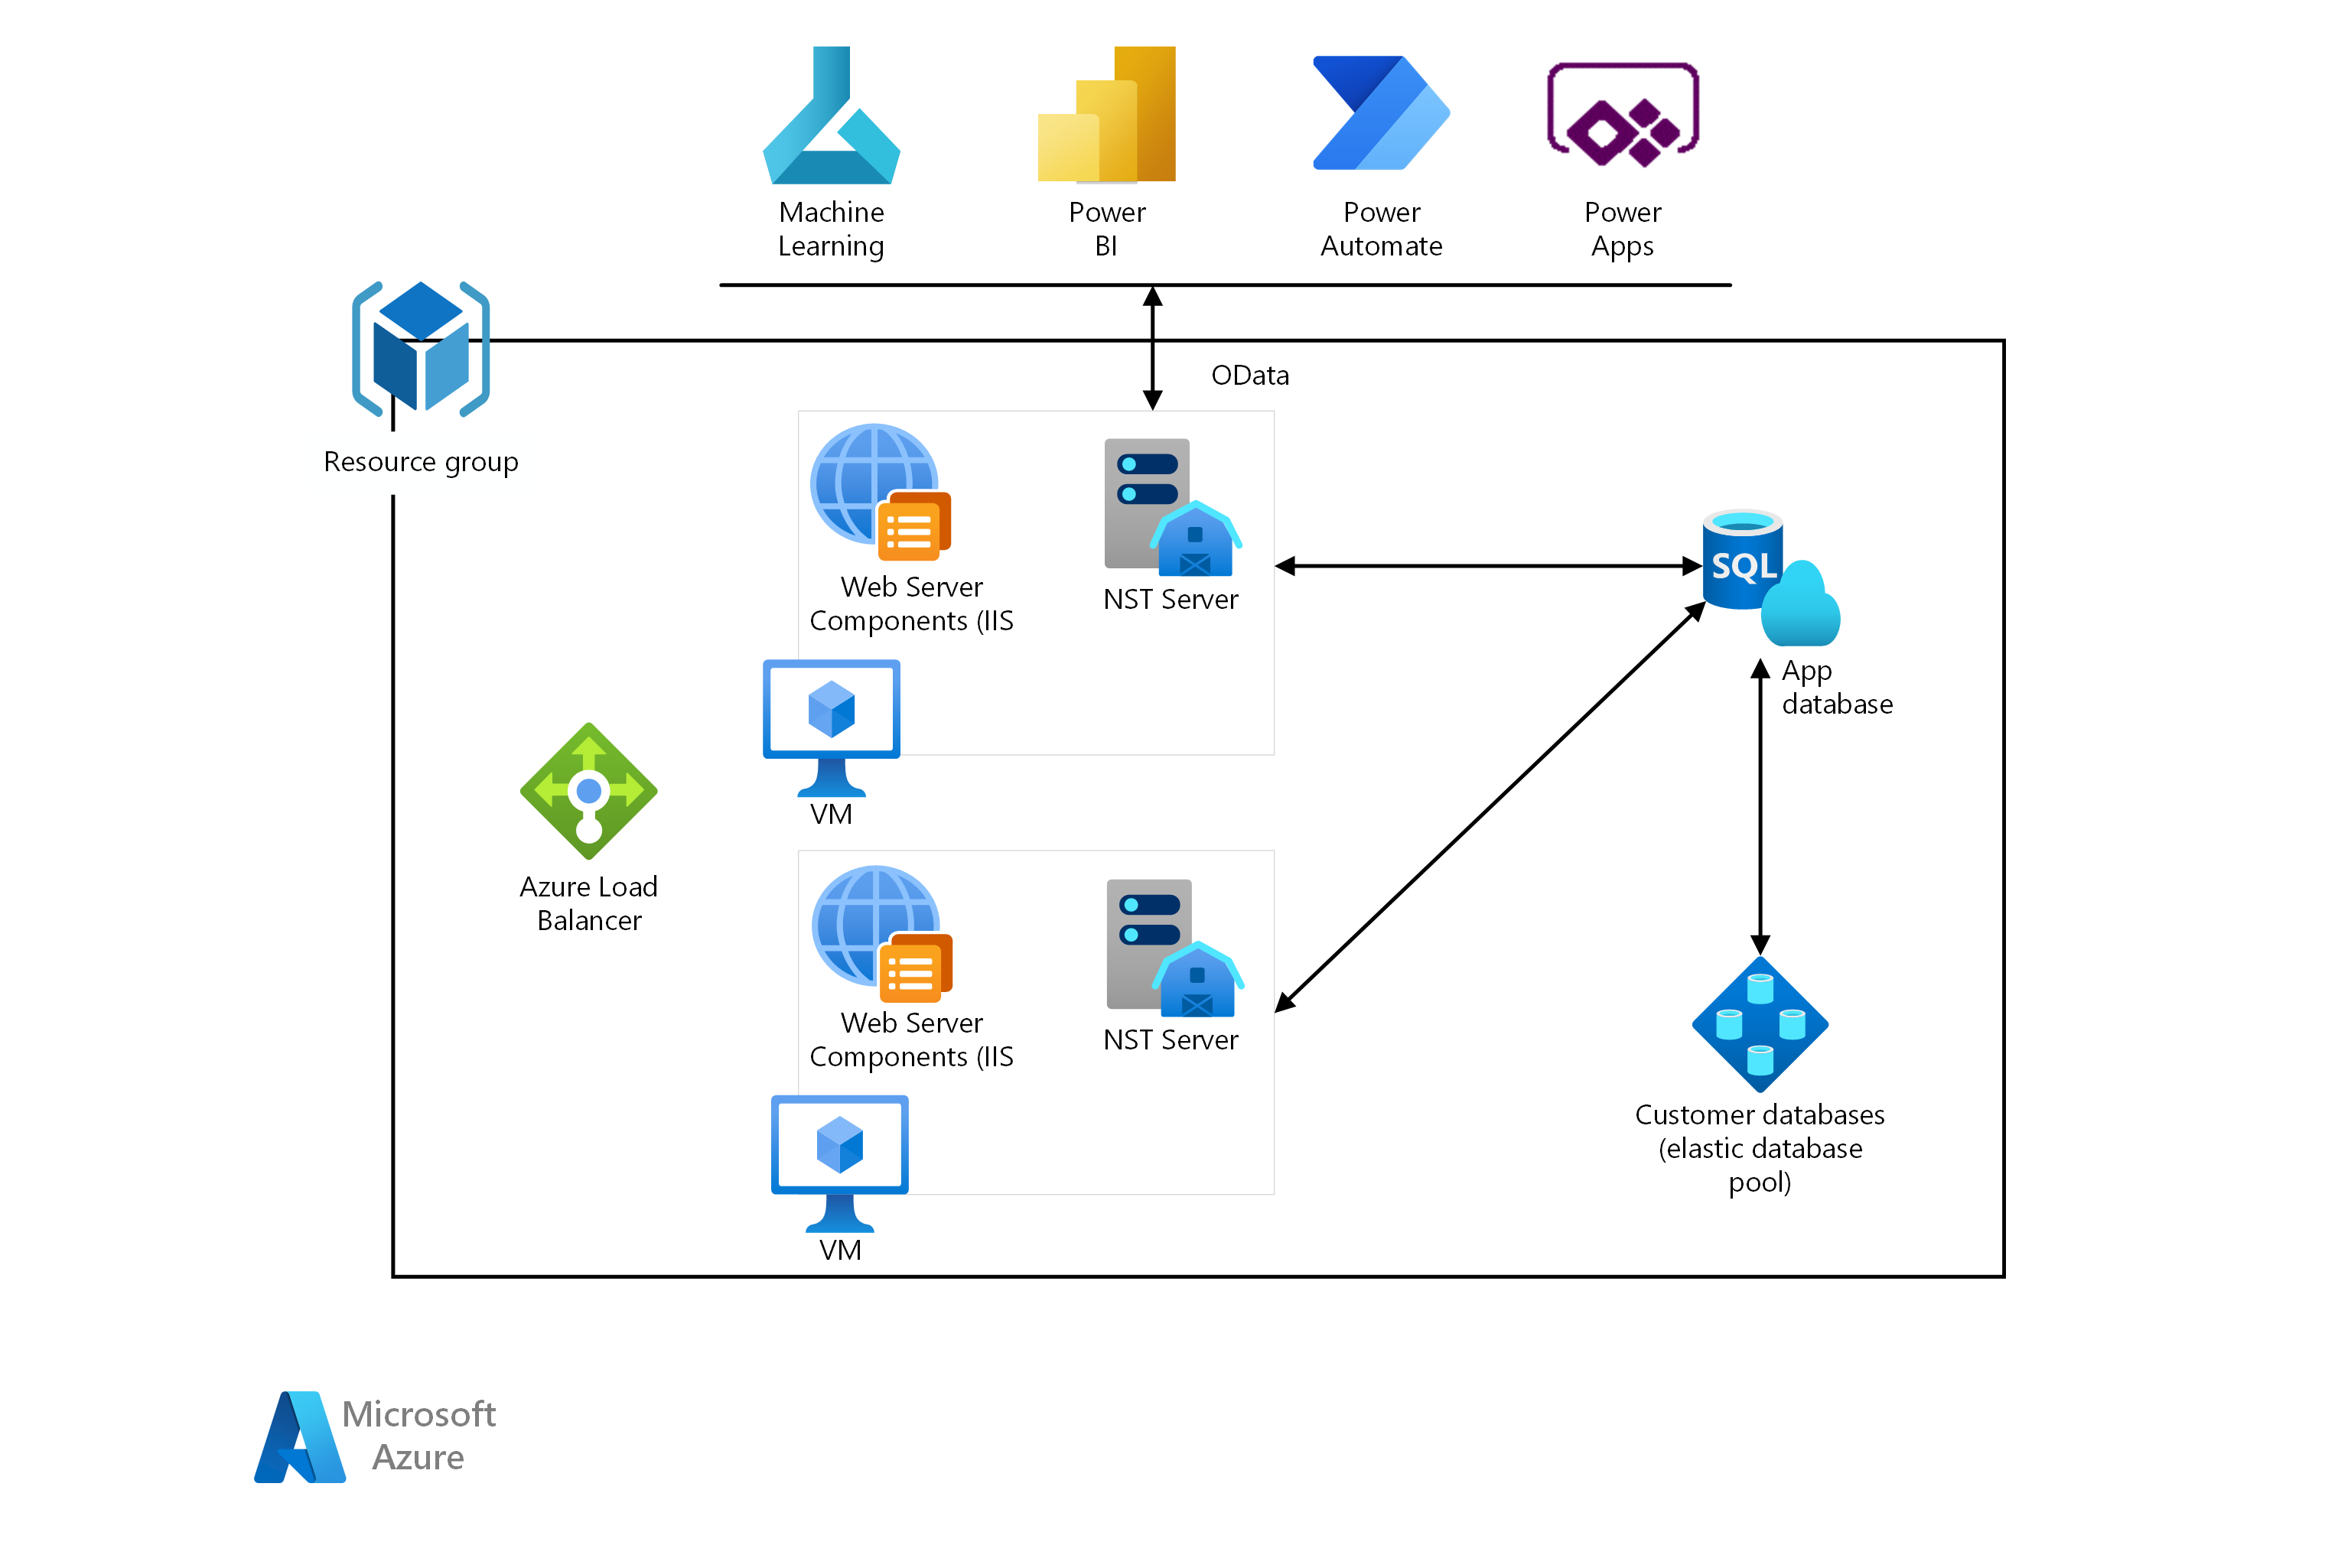 Machine
Learning
Power
BI
Power
Automate
Power
Apps
Resource group
OData
Web Server
Components (IIS
NST Server
SQL
App
database
VM
Azure Load
Balancer
Web Server
Components (IIS
NST Server
VM
Customer databases
(elastic database
pool)
Microsoft
Azure